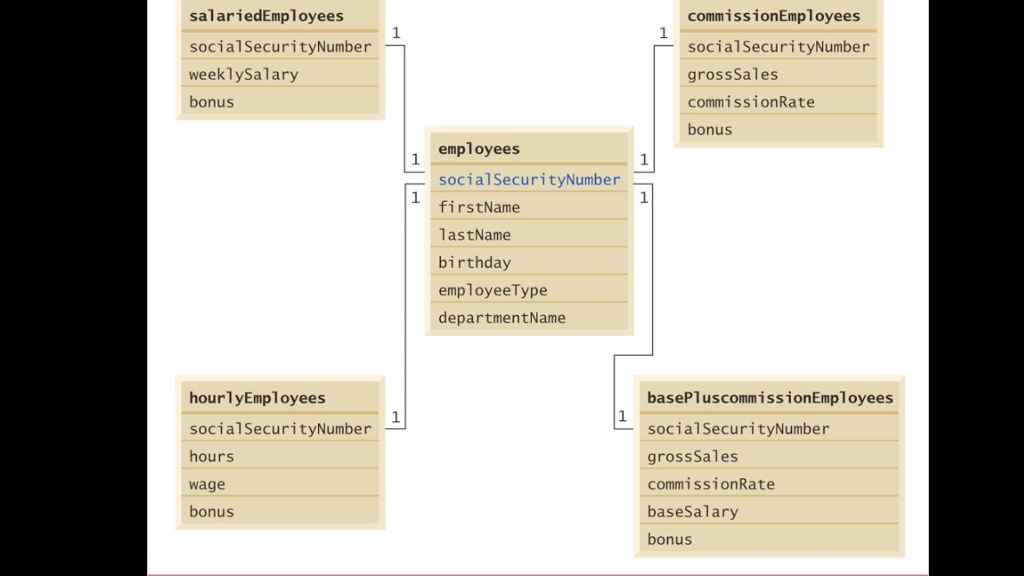 salariedEmployees
socialSecurityNumber
weeklySalary
bonus
1
commissionEmployees
socialSecurityNumber
grossSales
commissionRate
bonus
1
employees
socialSecurityNumber
firstName
lastName
birthday
employeeType
departmentName
1
1
1
1
hourlyEmployees
socialSecurityNumber
hours
wage
bonus
1
basePluscommissionEmployees
socialSecurityNumber
grossSales
commissionRate
baseSalary
bonus
1